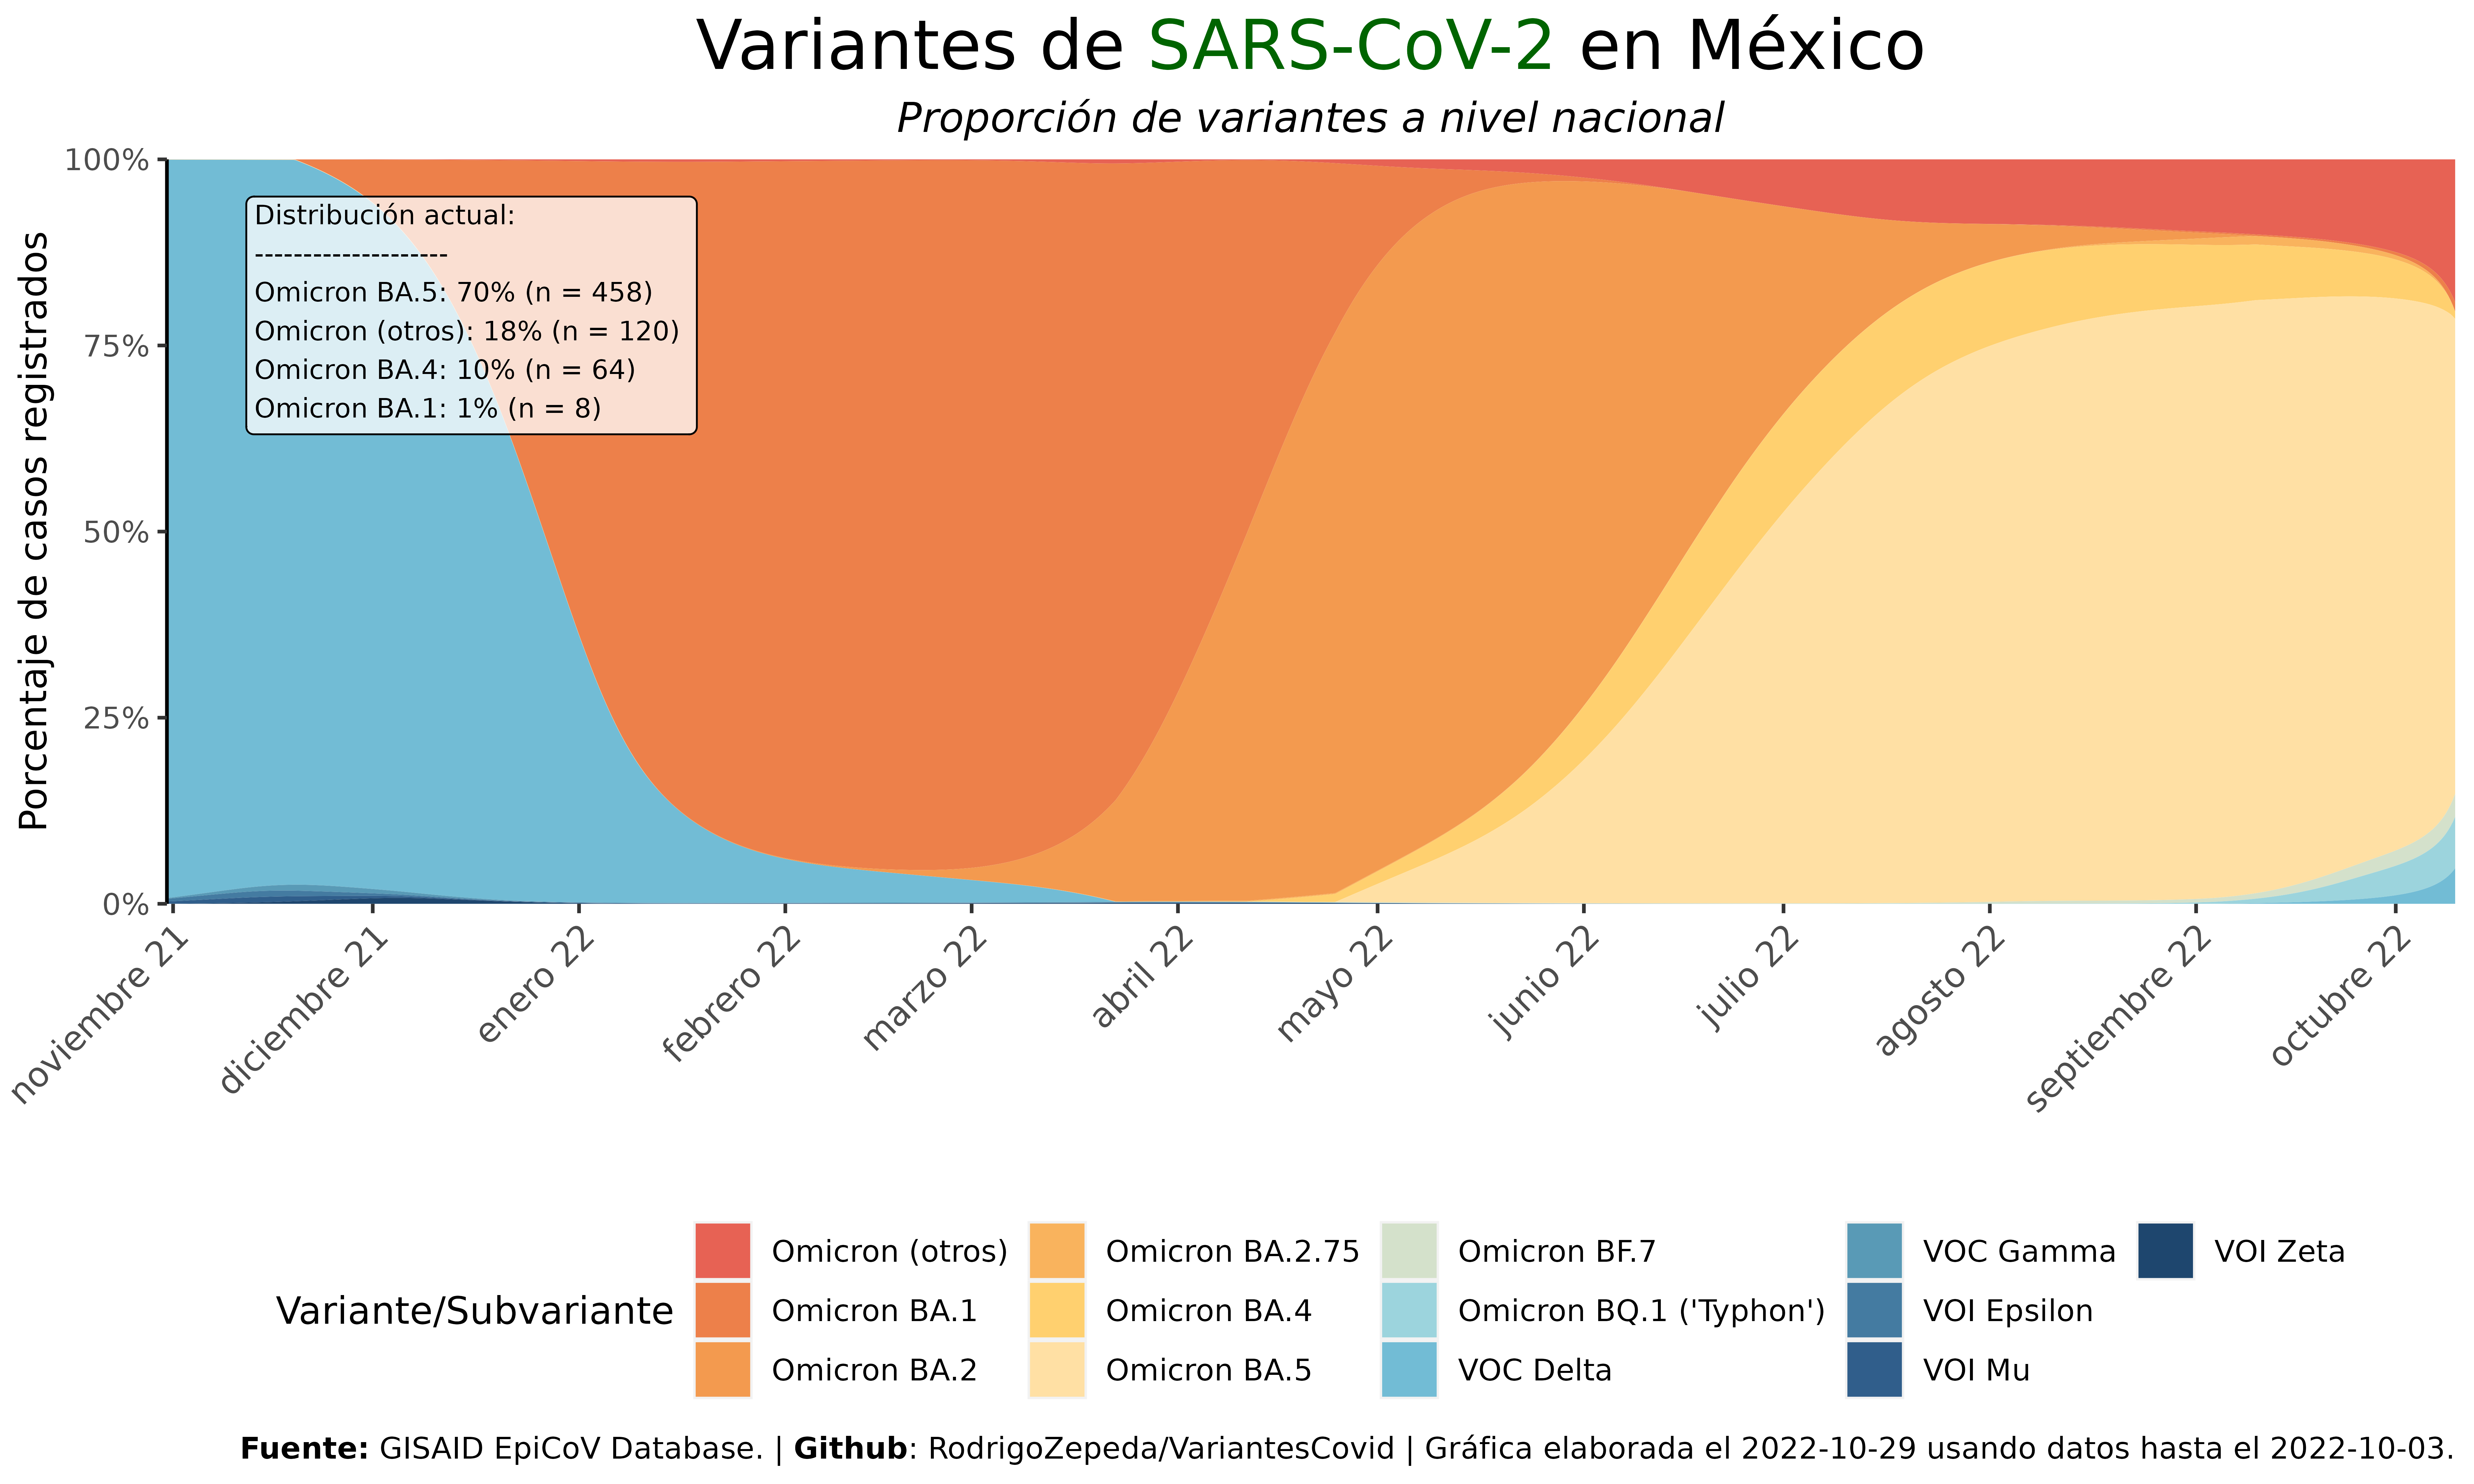 Variantes de SARS-CoV-2 en México
Proporción de variantes a nivel nacional
Porcentaje de casos registrados
100%
75%
50%
25%
0%
Distribución actual:
--------------------
Omicron BA.5: 70% (n = 458)
Omicron (otros): 18% (n = 120)
Omicron BA.4: 10% (n = 64)
Omicron BA.1: 1% (n = 8)
noviembre 21
diciembre 21
enero 22
febrero 22
marzo 22
abril 22
mayo 22
junio 22
julio 22
agosto 22
septiembre 22
octubre 22
Variante/Subvariante
Omicron (otros)
Omicron BA.1
Omicron BA.2
Omicron BA.2.75
Omicron BA.4
Omicron BA.5
Omicron BF.7
Omicron BQ.1 ('Typhon')
VOC Delta
VOC Gamma
VOI Epsilon
VOI Mu
VOI Zeta
Fuente: GISAID EpiCoV Database. | Github: RodrigoZepeda/VariantesCovid | Gráfica elaborada el 2022-10-29 usando datos hasta el 2022-10-03.